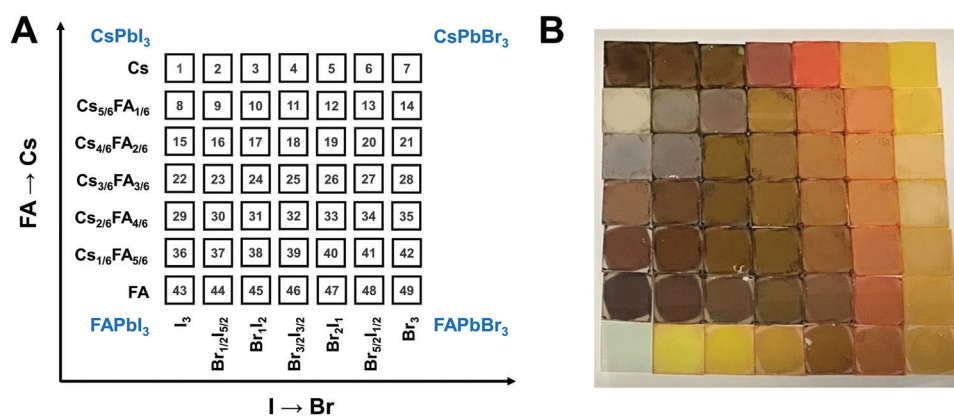 A
B
CsPbI₃
CsPbBr₃
Cs 1 2 3 4 5 6 7
Cs₅/₆FA₁/₆ 8 9 10 11 12 13 14
Cs₄/₆FA₂/₆ 15 16 17 18 19 20 21
Cs₃/₆FA₃/₆ 22 23 24 25 26 27 28
Cs₂/₆FA₄/₆ 29 30 31 32 33 34 35
Cs₁/₆FA₅/₆ 36 37 38 39 40 41 42
FA 43 44 45 46 47 48 49
FA → Cs
FAPbI₃
FAPbBr₃
I₃
Br₁/₂I₅/₂
Br₁I₂
Br₃/₂I₃/₂
Br₂I₁
Br₅/₂I₁/₂
Br₃
I → Br